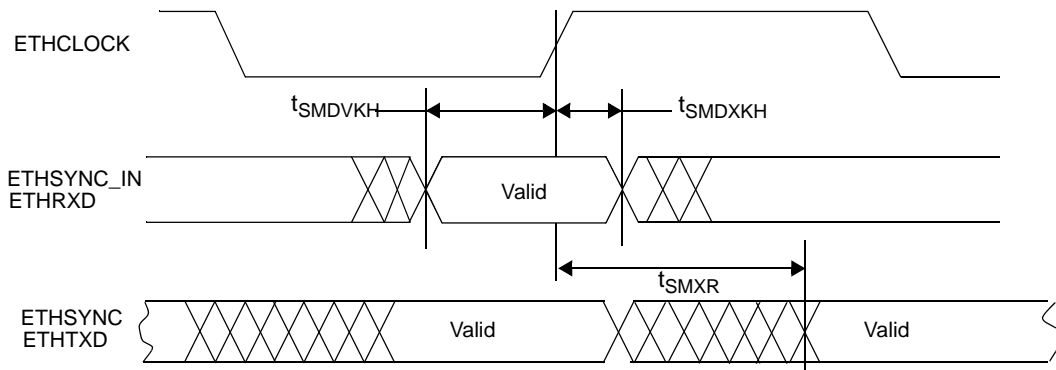 ETHCLOCK
tSMDVKH
tSMDXKH
ETHSYNC_IN
ETHRXD
Valid
tSMXR
ETHSYNC
ETHTXD
Valid
Valid